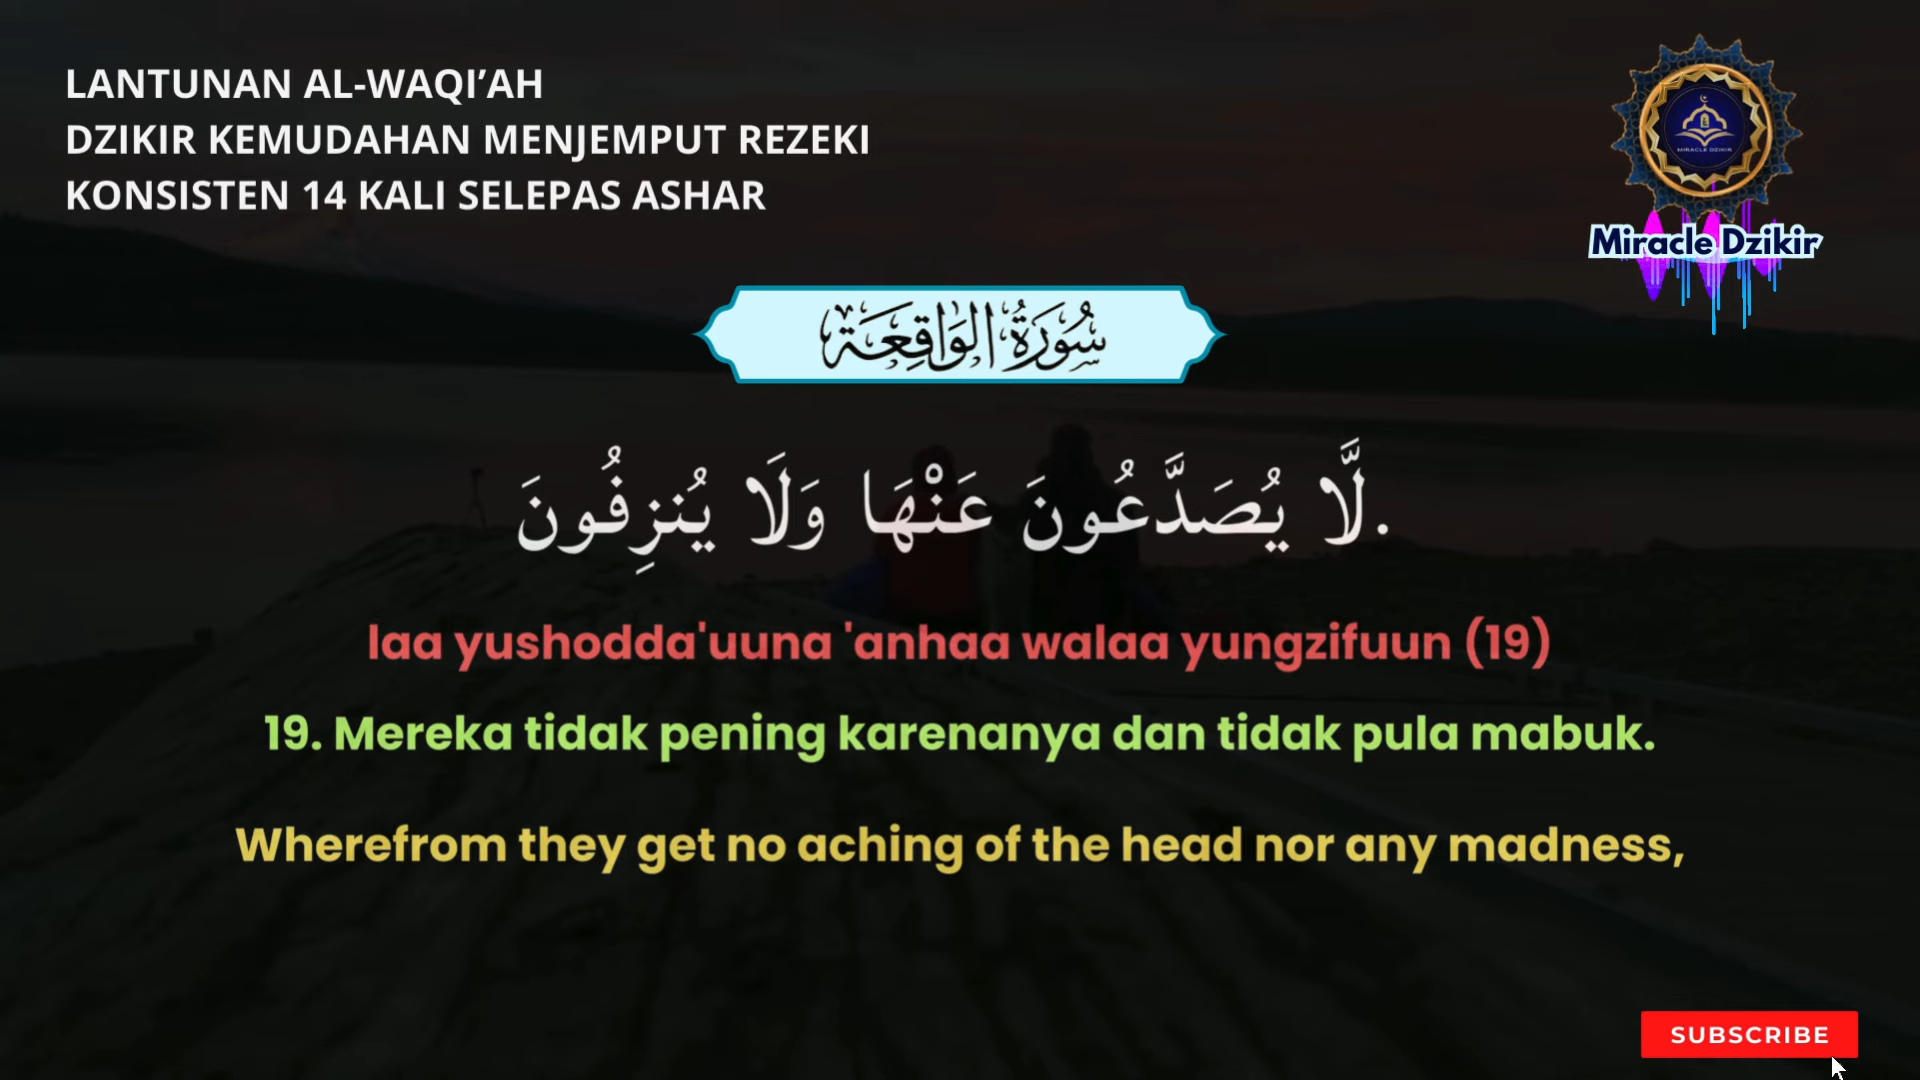 LANTUNAN AL-WAQI’AH
DZIKIR KEMUDAHAN MENJEMPUT REZEKI
KONSISTEN 14 KALI SELEPAS ASHAR
MIRACLE DZIKIR
Miracle Dzikir
سُورَةُ الوَاقِعَة
لَّا يُصَدَّعُونَ عَنْهَا وَلَا يُنزِفُونَ.
laa yushodda'uuna 'anhaa walaa yungzifuun (19)
19. Mereka tidak pening karenanya dan tidak pula mabuk.
Wherefrom they get no aching of the head nor any madness,
SUBSCRIBE